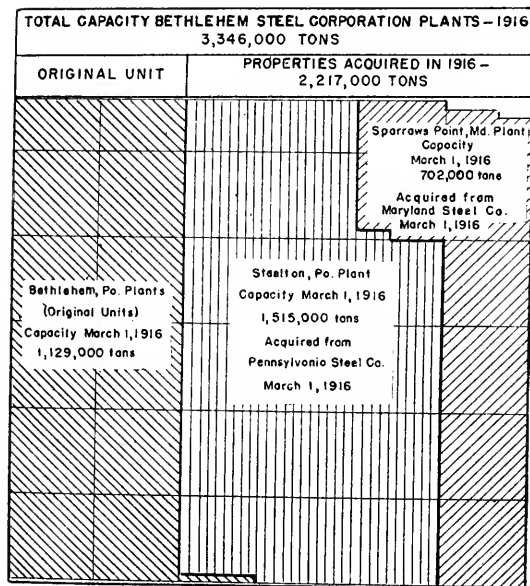 TOTAL CAPACITY BETHLEHEM STEEL CORPORATION PLANTS – 1916
3,346,000 TONS
ORIGINAL UNIT
PROPERTIES ACQUIRED IN 1916 –
2,217,000 TONS
Sparrows Point, Md. Plant
Capacity
March 1, 1916
702,000 tons
Acquired from
Maryland Steel Co.
March 1, 1916
Bethlehem, Pa. Plants
(Original Units)
Capacity March 1, 1916
1,129,000 tons
Steelton, Pa. Plant
Capacity March 1, 1916
1,515,000 tons
Acquired from
Pennsylvania Steel Co.
March 1, 1916